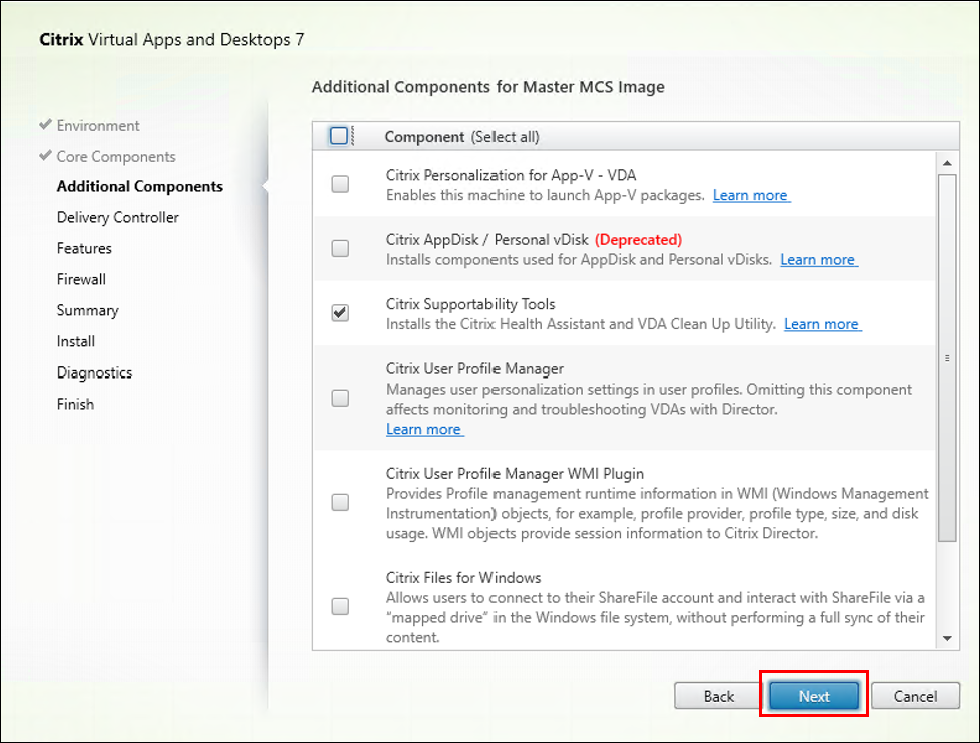 Citrix Virtual Apps and Desktops 7
Additional Components for Master MCS Image
Environment
Core Components
Additional Components
Delivery Controller
Features
Firewall
Summary
Install
Diagnostics
Finish
Component (Select all)
Citrix Personalization for App-V - VDA
Enables this machine to launch App-V packages. Learn more
Citrix AppDisk / Personal vDisk (Deprecated)
Installs components used for AppDisk and Personal vDisks. Learn more
Citrix Supportability Tools
Installs the Citrix Health Assistant and VDA Clean Up Utility. Learn more
Citrix User Profile Manager
Manages user personalization settings in user profiles. Omitting this component
affects monitoring and troubleshooting VDAs with Director.
Learn more
Citrix User Profile Manager WMI Plugin
Provides Profile management runtime information in WMI (Windows Management
Instrumentation) objects, for example, profile provider, profile type, size, and disk
usage. WMI objects provide session information to Citrix Director.
Citrix Files for Windows
Allows users to connect to their ShareFile account and interact with ShareFile via a
“mapped drive” in the Windows file system, without performing a full sync of their
content.
Back
Next
Cancel